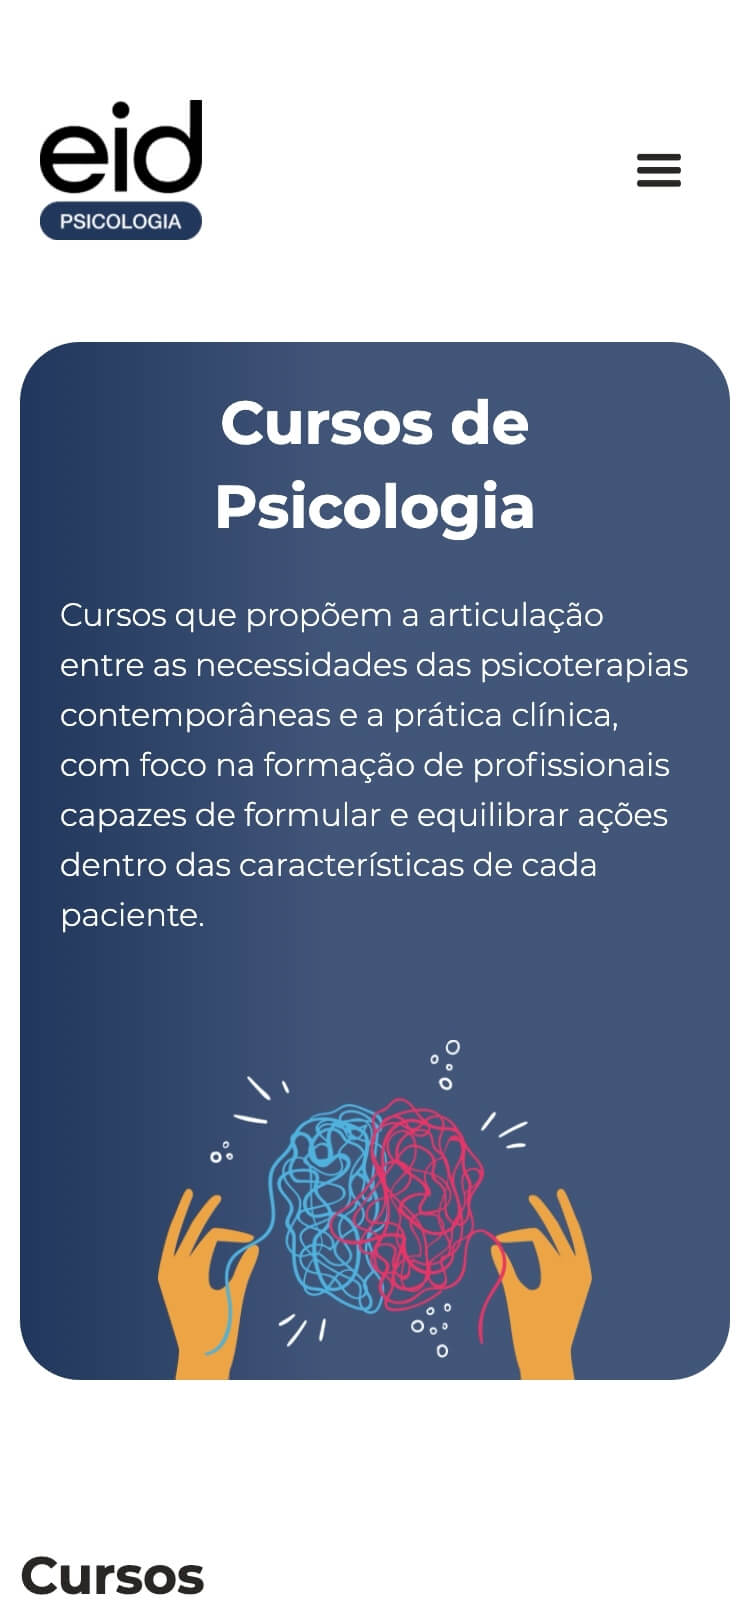 eid
PSICOLOGIA
Cursos de
Psicologia
Cursos que propõem a articulação
entre as necessidades das psicoterapias
contemporâneas e a prática clínica,
com foco na formação de profissionais
capazes de formular e equilibrar ações
dentro das características de cada
paciente.
Cursos